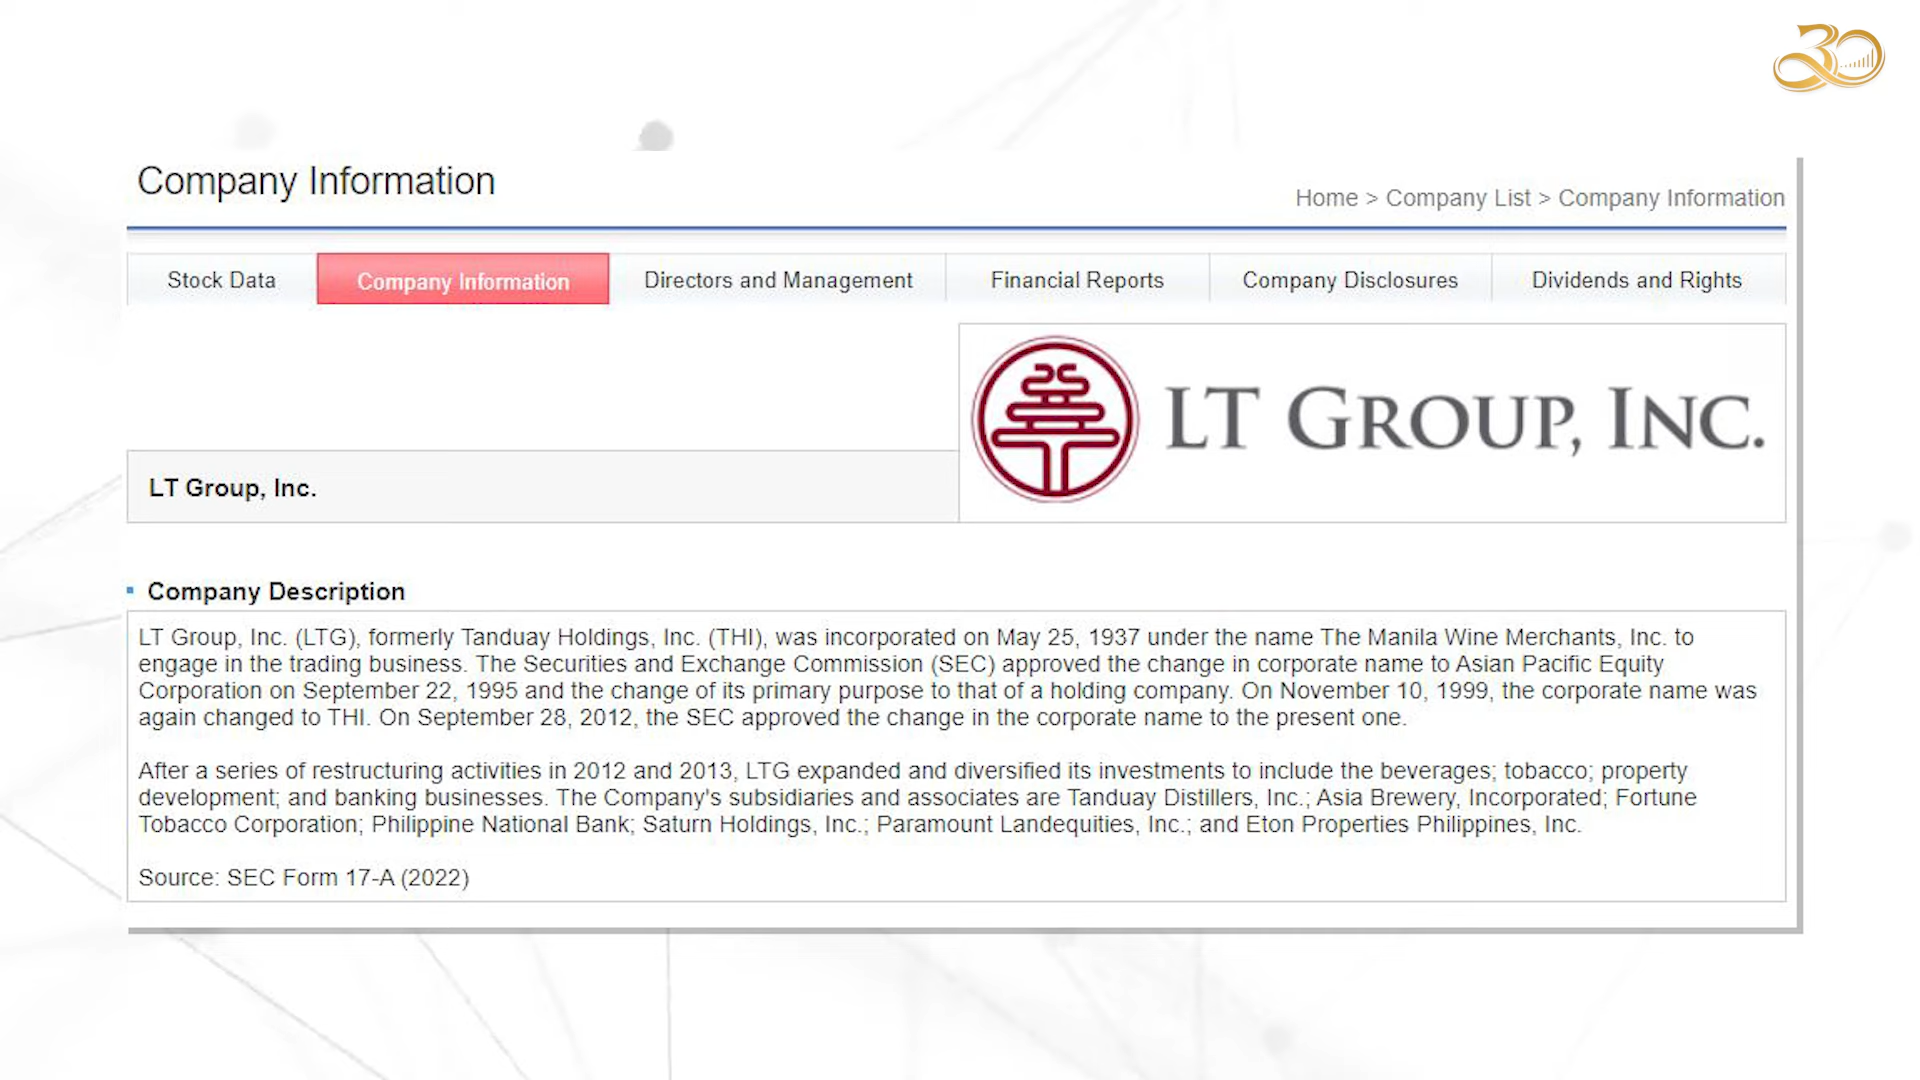 30
Company Information
Home > Company List > Company Information
Stock Data
Company Information
Directors and Management
Financial Reports
Company Disclosures
Dividends and Rights
LT GROUP, INC.
LT Group, Inc.
Company Description
LT Group, Inc. (LTG), formerly Tanduay Holdings, Inc. (THI), was incorporated on May 25, 1937 under the name The Manila Wine Merchants, Inc. to
engage in the trading business. The Securities and Exchange Commission (SEC) approved the change in corporate name to Asian Pacific Equity
Corporation on September 22, 1995 and the change of its primary purpose to that of a holding company. On November 10, 1999, the corporate name was
again changed to THI. On September 28, 2012, the SEC approved the change in the corporate name to the present one.
After a series of restructuring activities in 2012 and 2013, LTG expanded and diversified its investments to include the beverages; tobacco; property
development; and banking businesses. The Company's subsidiaries and associates are Tanduay Distillers, Inc.; Asia Brewery, Incorporated; Fortune
Tobacco Corporation; Philippine National Bank; Saturn Holdings, Inc.; Paramount Landequities, Inc.; and Eton Properties Philippines, Inc.
Source: SEC Form 17-A (2022)